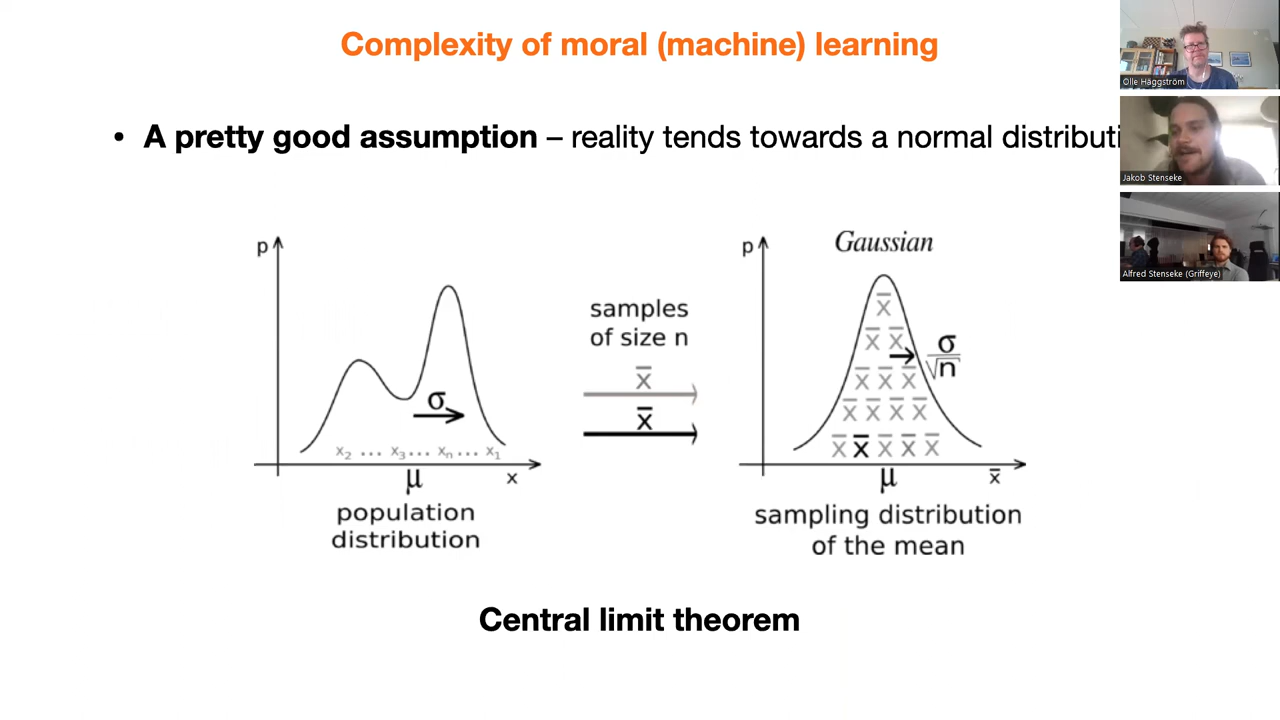 Complexity of moral (machine) learning
• A pretty good assumption – reality tends towards a normal distributi
Olle Häggström
Jakob Stenseke
Alfred Stenseke (Griffeye)
p
σ
x₂ ... x₃... xₙ... x₁
μ
x
population
distribution
samples
of size n
x̄
x̄
p
Gaussian
x̄
x̄ x̄
σ
√n
x̄ x̄ x̄
x̄ x̄ x̄ x̄
x̄ x̄ x̄ x̄ x̄
μ
x̄
sampling distribution
of the mean
Central limit theorem